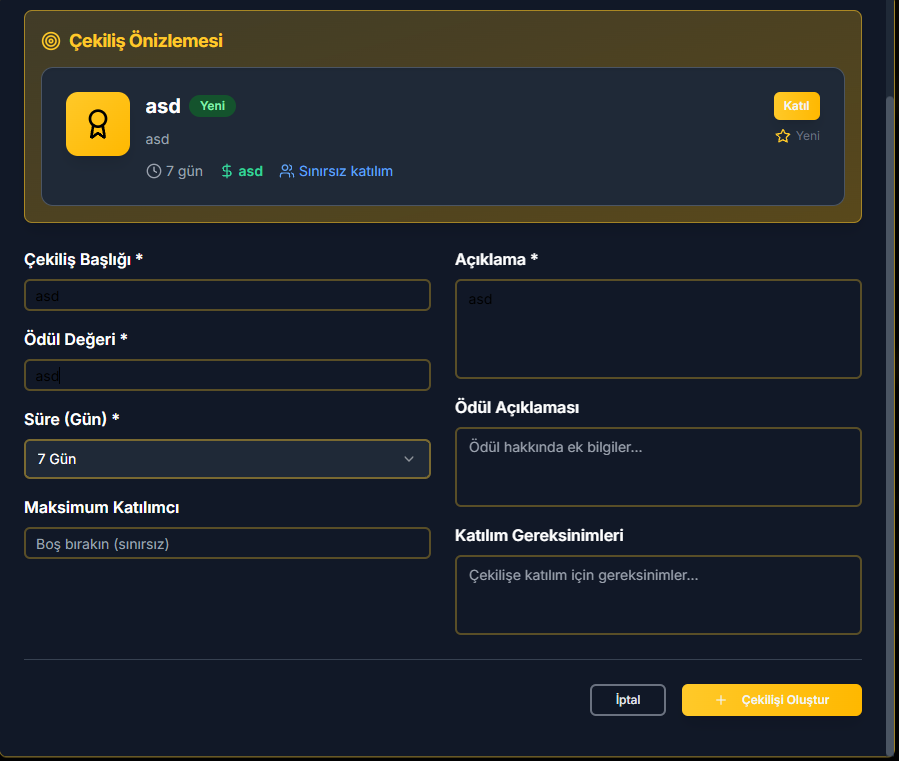 Çekiliş Önizlemesi
asd Yeni
Katıl
asd
Yeni
7 gün $ asd Sınırsız katılım
Çekiliş Başlığı *
asd
Ödül Değeri *
asd
Süre (Gün) *
7 Gün
Maksimum Katılımcı
Boş bırakın (sınırsız)
Açıklama *
asd
Ödül Açıklaması
Ödül hakkında ek bilgiler...
Katılım Gereksinimleri
Çekilişe katılım için gereksinimler...
İptal
+ Çekilişi Oluştur